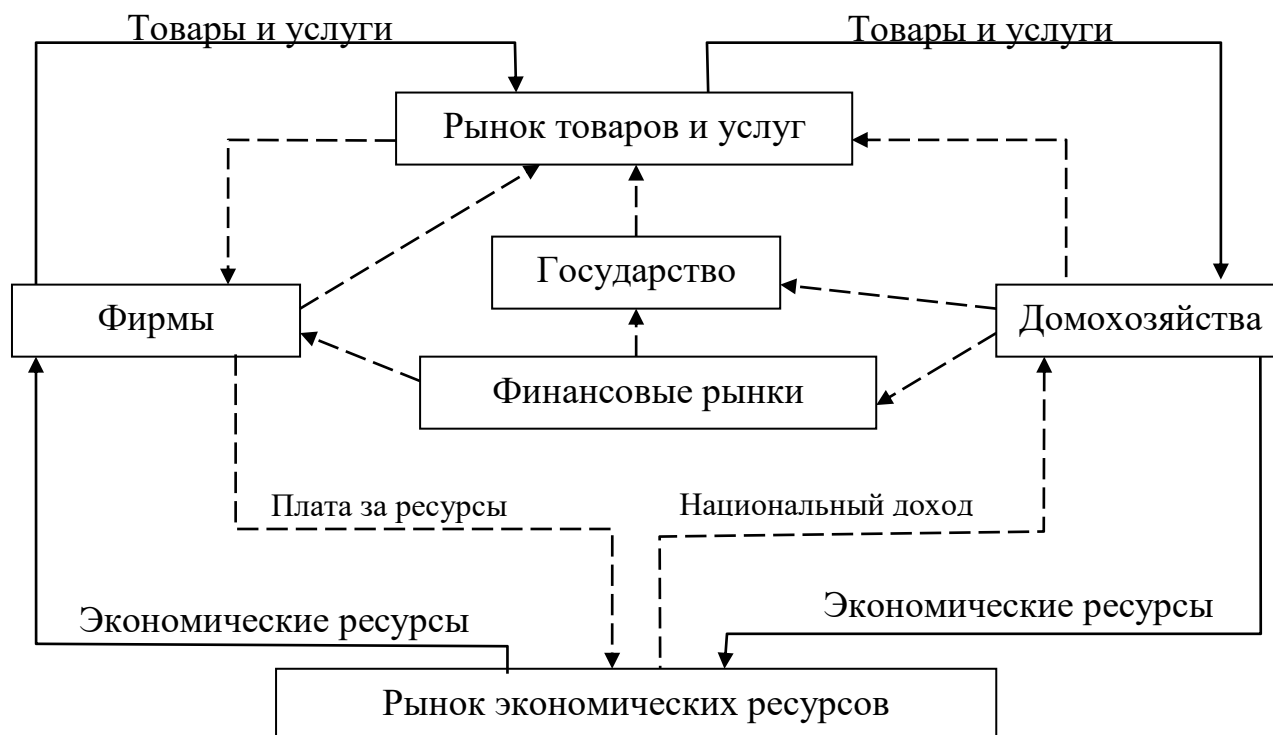 Товары и услуги
Товары и услуги
Рынок товаров и услуг
Государство
Фирмы
Домохозяйства
Финансовые рынки
Плата за ресурсы
Национальный доход
Экономические ресурсы
Экономические ресурсы
Рынок экономических ресурсов